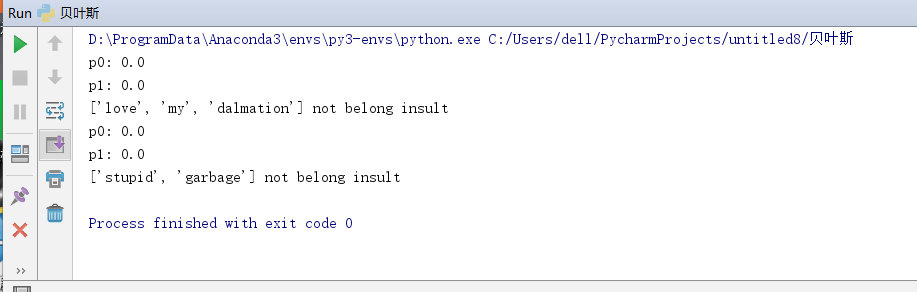 Run 贝叶斯
D:\ProgramData\Anaconda3\envs\py3-envs\python.exe C:/Users/dell/PycharmProjects/untitled8/贝叶斯
p0: 0.0
p1: 0.0
['love', 'my', 'dalmation'] not belong insult
p0: 0.0
p1: 0.0
['stupid', 'garbage'] not belong insult
Process finished with exit code 0